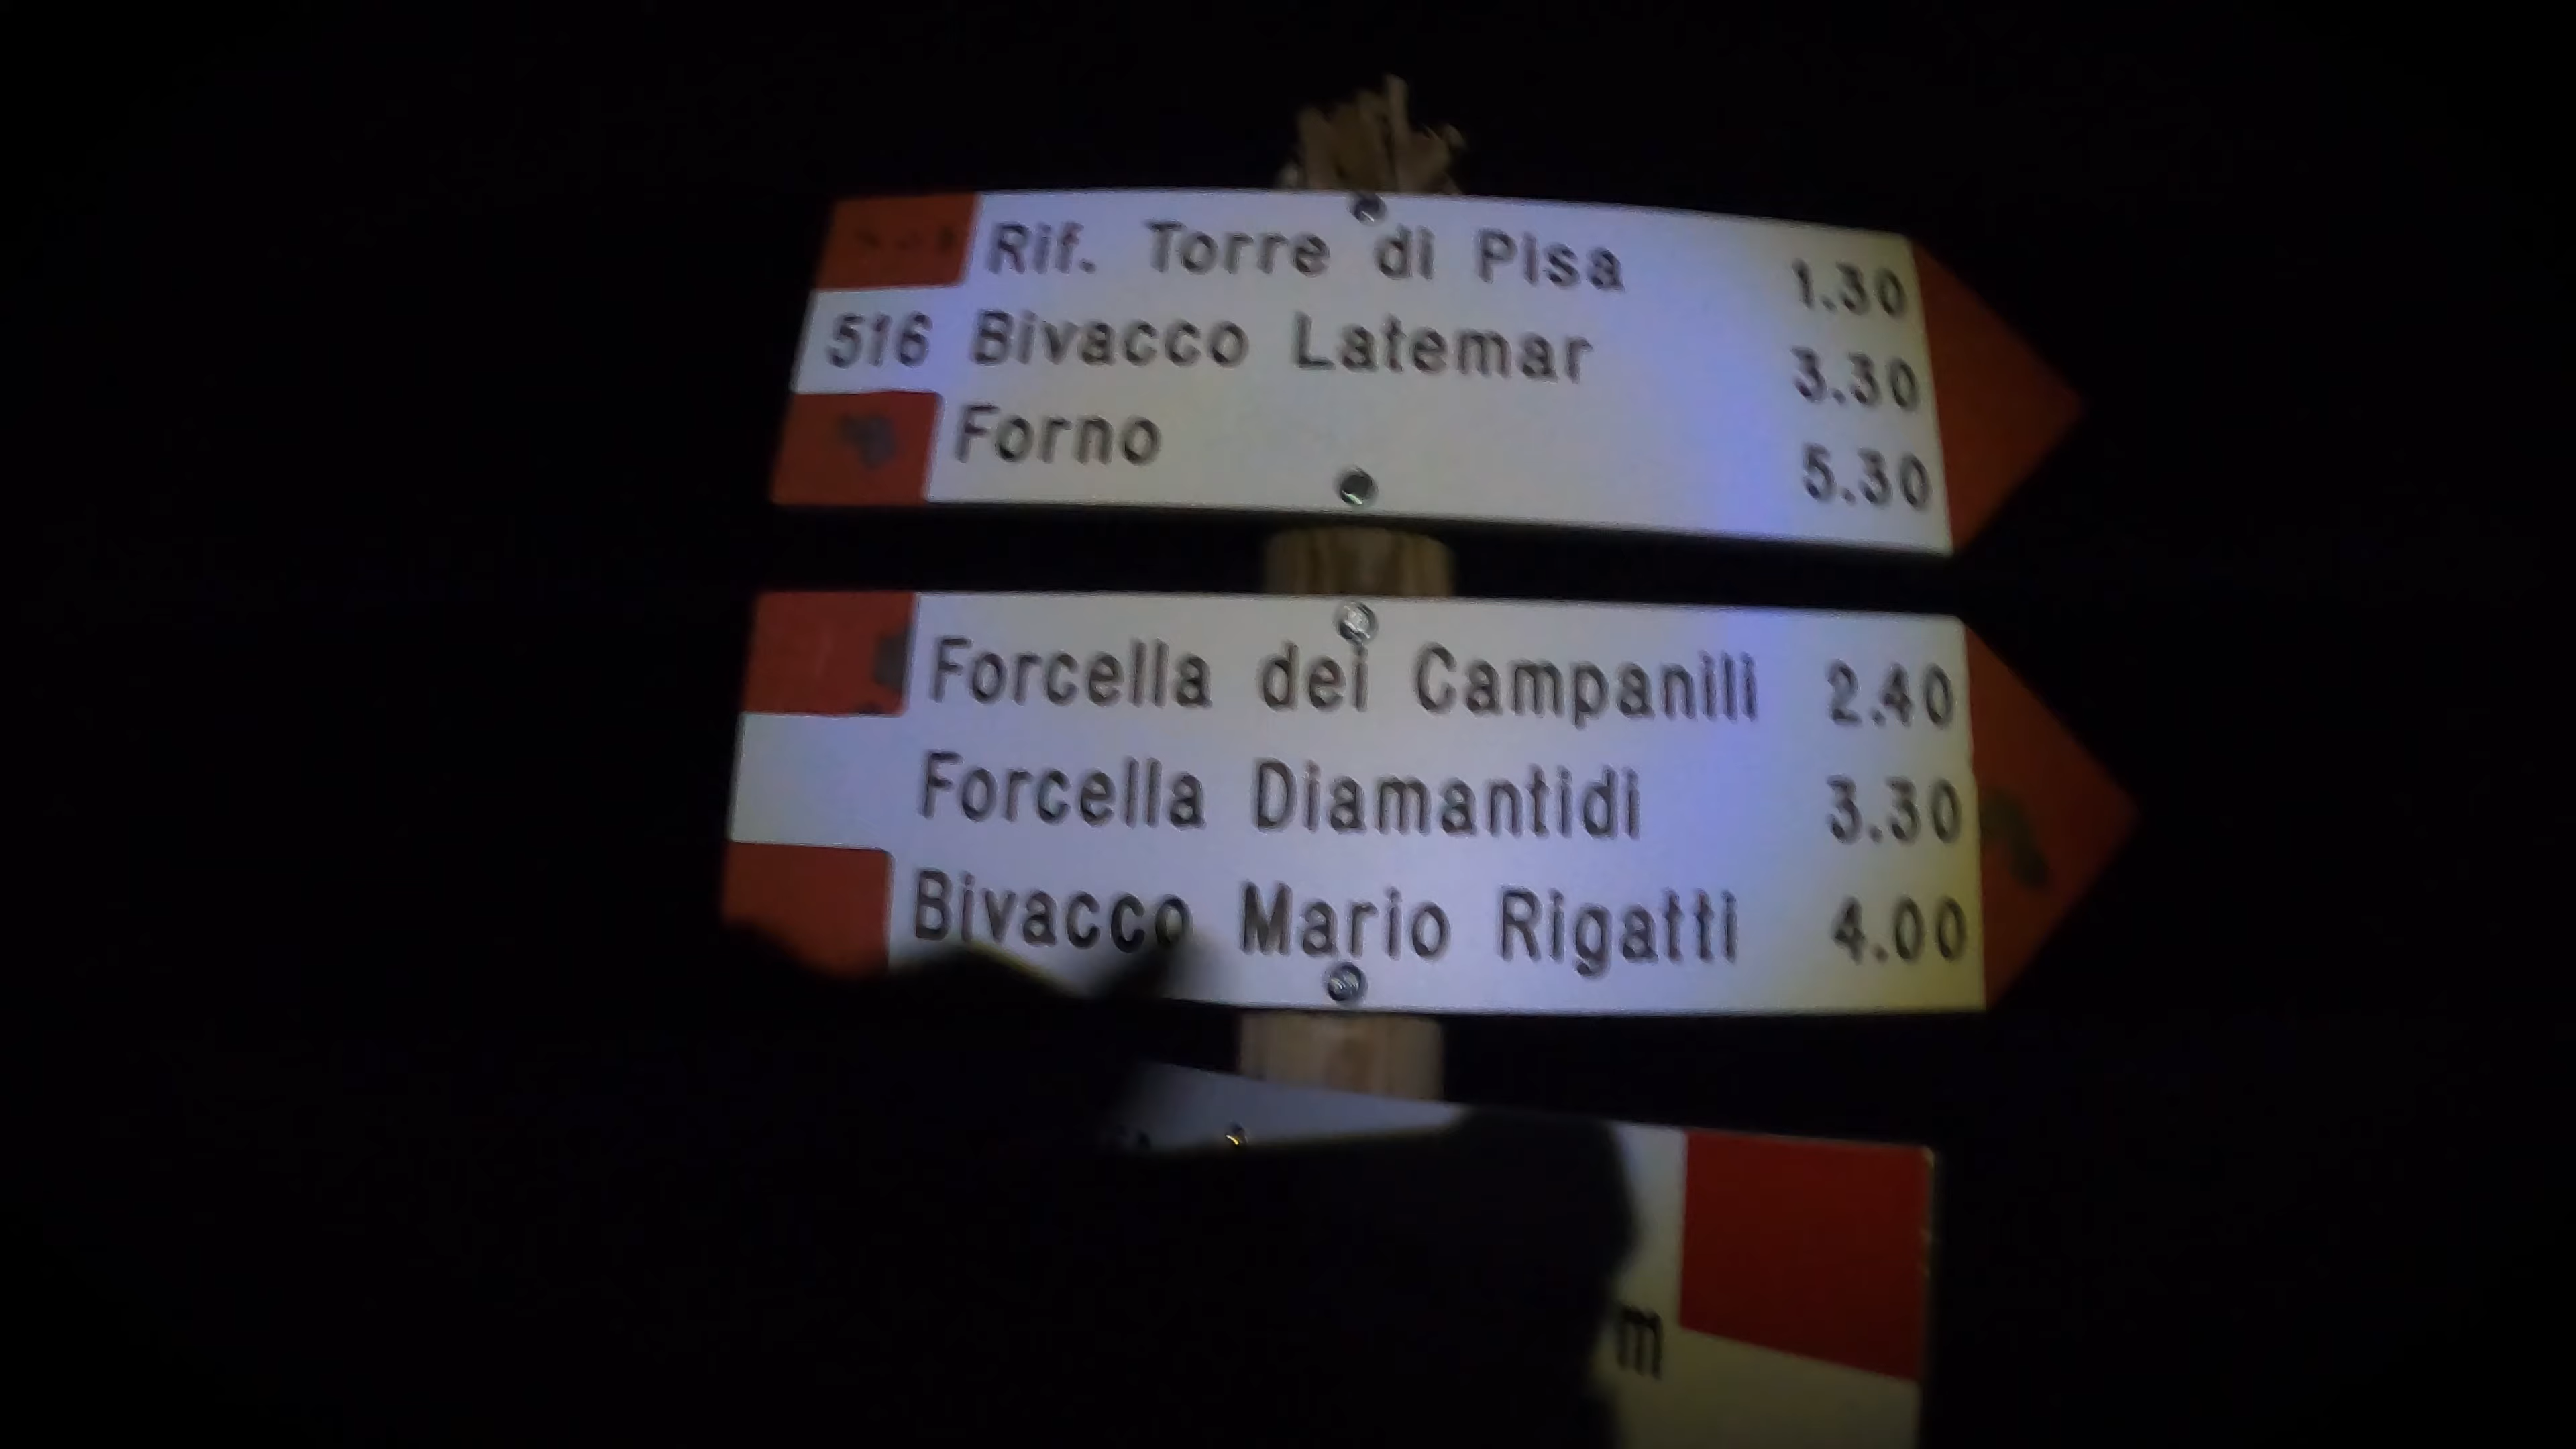 Rif. Torre di Pisa 1.30
516 Bivacco Latemar 3.30
Forno 5.30
Forcella dei Campanili 2.40
Forcella Diamantidi 3.30
Bivacco Mario Rigatti 4.00
m